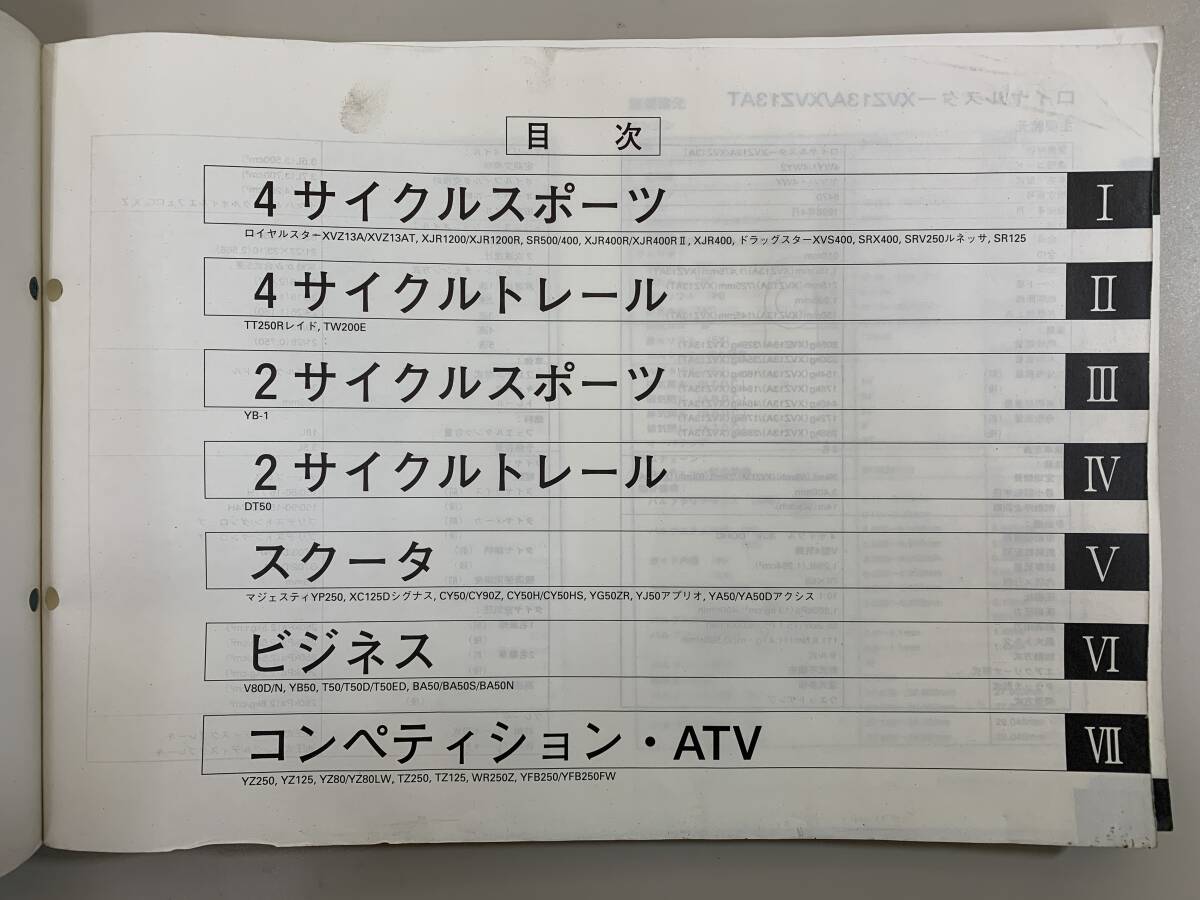 目 次
4サイクルスポーツ I
ロイヤルスターXVZ13A/XVZ13AT, XJR1200/XJR1200R, SR500/400, XJR400R/XJR400RⅡ, XJR400, ドラッグスターXVS400, SRX400, SRV250ルネッサ, SR125
4サイクルトレール II
TT250Rレイド, TW200E
2サイクルスポーツ III
YB-1
2サイクルトレール IV
DT50
スクータ V
マジェスティYP250, XC125Dシグナス, CY50/CY90Z, CY50H/CY50HS, YG50ZR, YJ50アプリオ, YA50/YA50Dアクシス
ビジネス VI
V80D/N, YB50, T50/T50D/T50ED, BA50/BA50S/BA50N
コンペティション・ATV VII
YZ250, YZ125, YZ80/YZ80LW, TZ250, TZ125, WR250Z, YFB250/YFB250FW